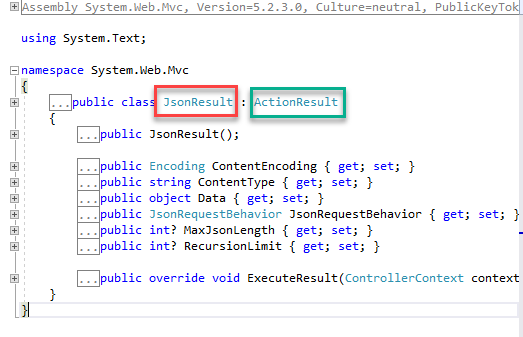 Assembly System.Web.Mvc, Version=5.2.3.0, Culture=neutral, PublicKeyTok
using System.Text;
namespace System.Web.Mvc
{
...public class JsonResult : ActionResult
{
...public JsonResult();
...public Encoding ContentEncoding { get; set; }
...public string ContentType { get; set; }
...public object Data { get; set; }
...public JsonRequestBehavior JsonRequestBehavior { get; set; }
...public int? MaxJsonLength { get; set; }
...public int? RecursionLimit { get; set; }
...public override void ExecuteResult(ControllerContext context
}
}